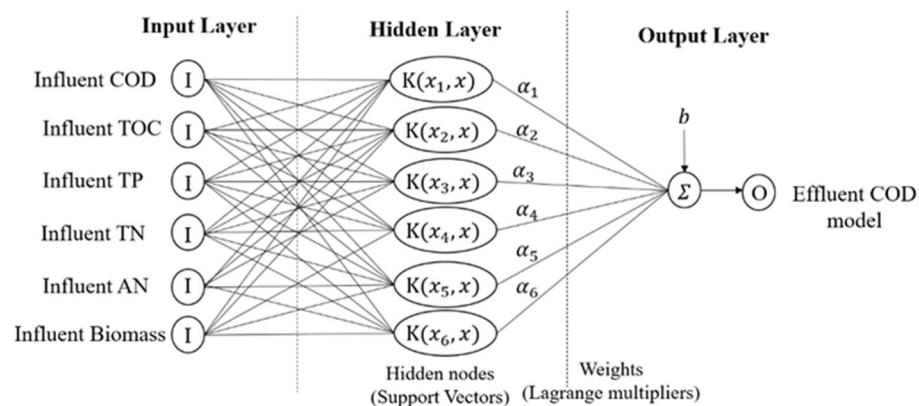 Input Layer
Hidden Layer
Output Layer
Influent COD
I
K(x₁, x)
α₁
Influent TOC
I
K(x₂, x)
α₂
b
Influent TP
I
K(x₃, x)
α₃
Σ
O
Effluent COD
model
Influent TN
I
K(x₄, x)
α₄
Influent AN
I
K(x₅, x)
α₅
Influent Biomass
I
K(x₆, x)
α₆
Hidden nodes
(Support Vectors)
Weights
(Lagrange multipliers)